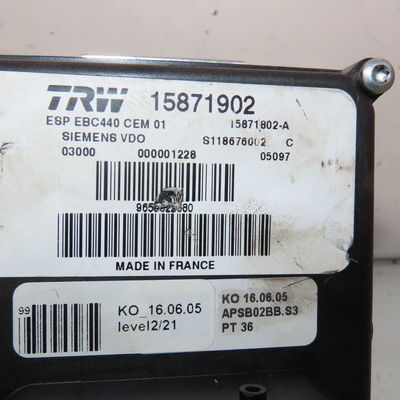 TRW 15871902
ESP EBC440 CEM 01 15871802-A
SIEMENS VDO S118676002 C
03000 000001228 05097
MADE IN FRANCE
99
KO_16.06.05
level2/21
KO 16.06.05
APSB02BB.S3
PT 36